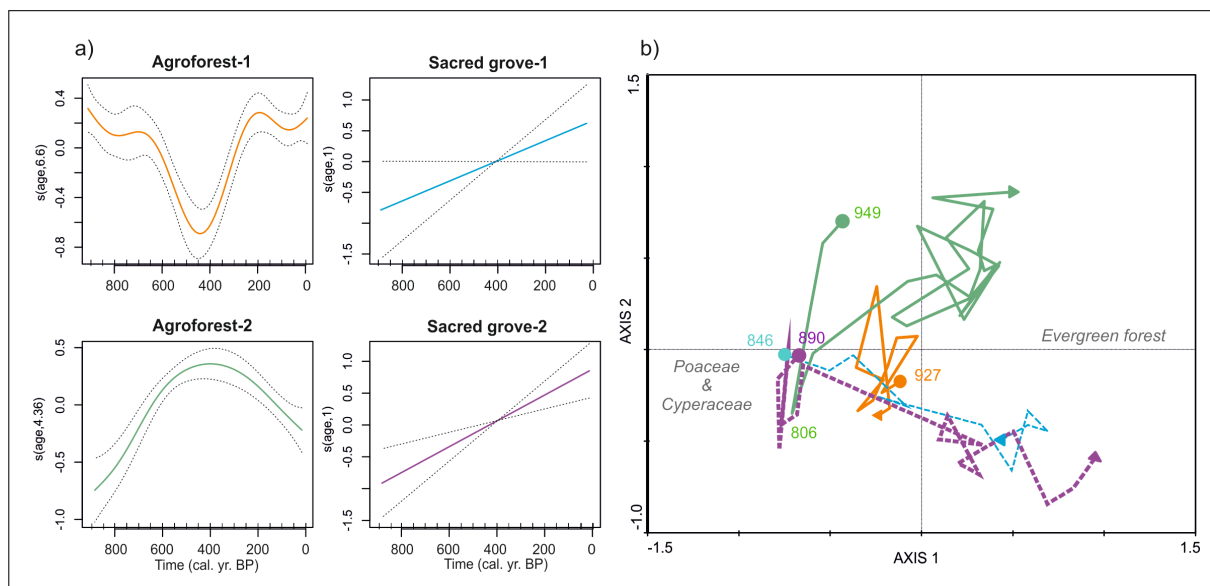 a)
Agroforest-1
s(age,6.6)
0.4
0.0
-0.4
-0.8
800 600 400 200 0
Sacred grove-1
s(age,1)
1.0
0.5
0.0
-0.5
-1.5
800 600 400 200 0
Agroforest-2
s(age,4.36)
0.5
0.0
-0.5
-1.0
800 600 400 200 0
Time (cal. yr. BP)
Sacred grove-2
s(age,1)
1.0
0.5
0.0
-0.5
-1.5
800 600 400 200 0
Time (cal. yr. BP)
b)
1.5
AXIS 2
-1.0
949
Evergreen forest
846
890
Poaceae
&
Cyperaceae
927
806
-1.5
AXIS 1
1.5